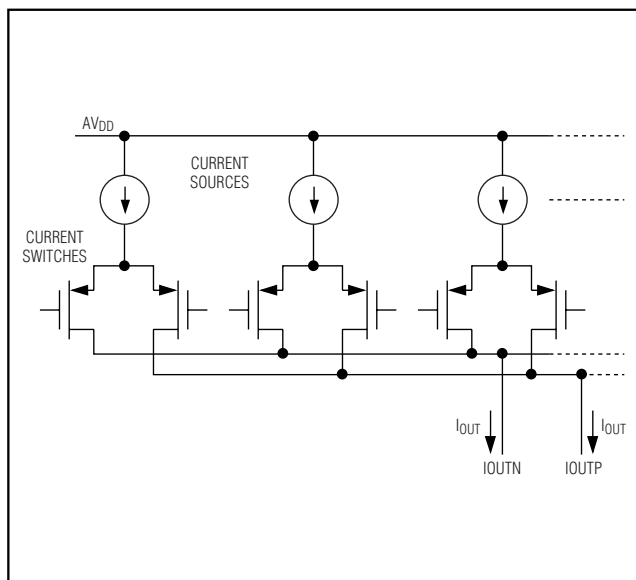 AVDD
CURRENT
SOURCES
CURRENT
SWITCHES
IOUT
IOUT
IOUTN
IOUTP